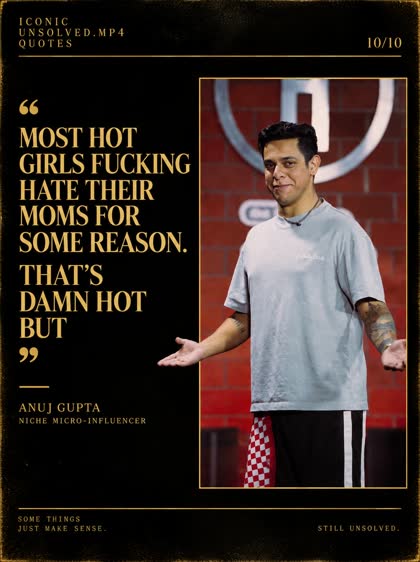 ICONIC
UNSOLVED.MP4
QUOTES
10/10
“
MOST HOT
GIRLS FUCKING
HATE THEIR
MOMS FOR
SOME REASON.
THAT’S
DAMN HOT
BUT
”
ANUJ GUPTA
NICHE MICRO-INFLUENCER
SOME THINGS
JUST MAKE SENSE.
STILL UNSOLVED.